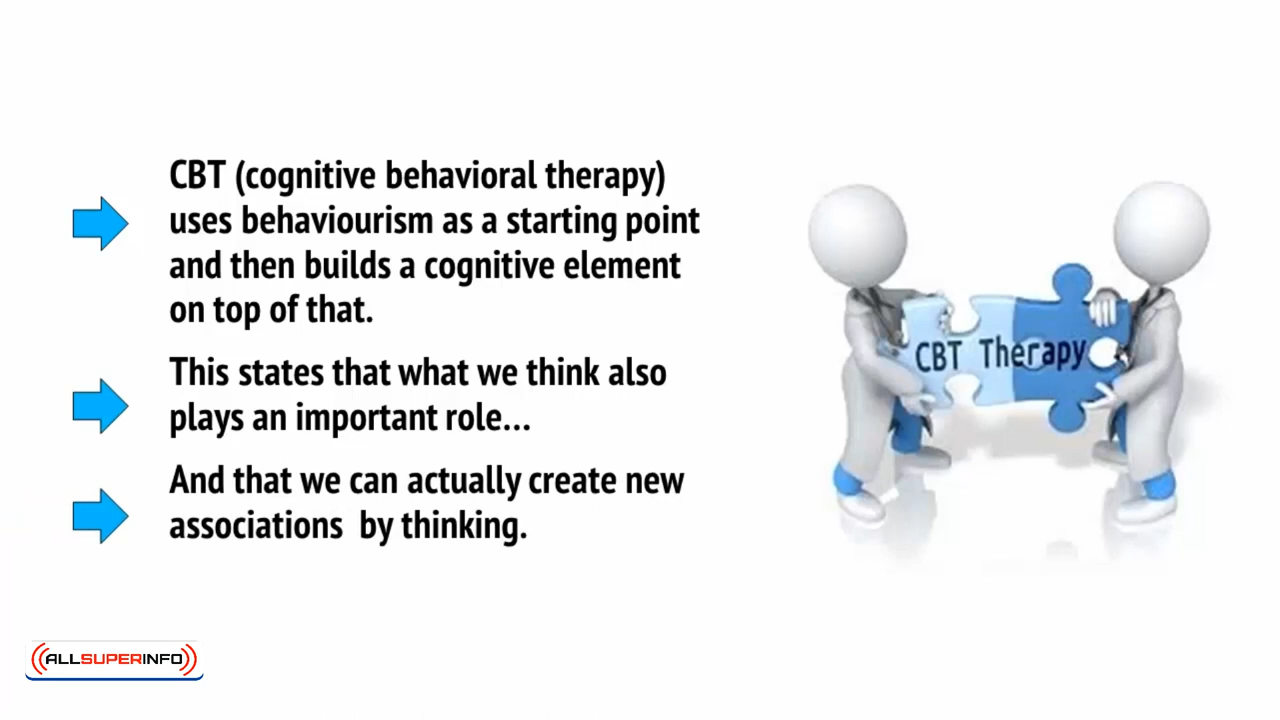 CBT (cognitive behavioral therapy)
uses behaviourism as a starting point
and then builds a cognitive element
on top of that.
This states that what we think also
plays an important role...
And that we can actually create new
associations  by thinking.
CBT Therapy
ALLSUPERINFO